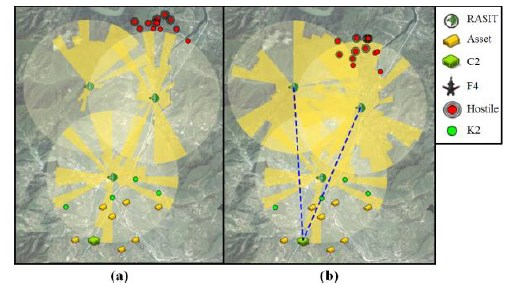 RASIT
Asset
C2
F4
Hostile
K2
(a)
(b)